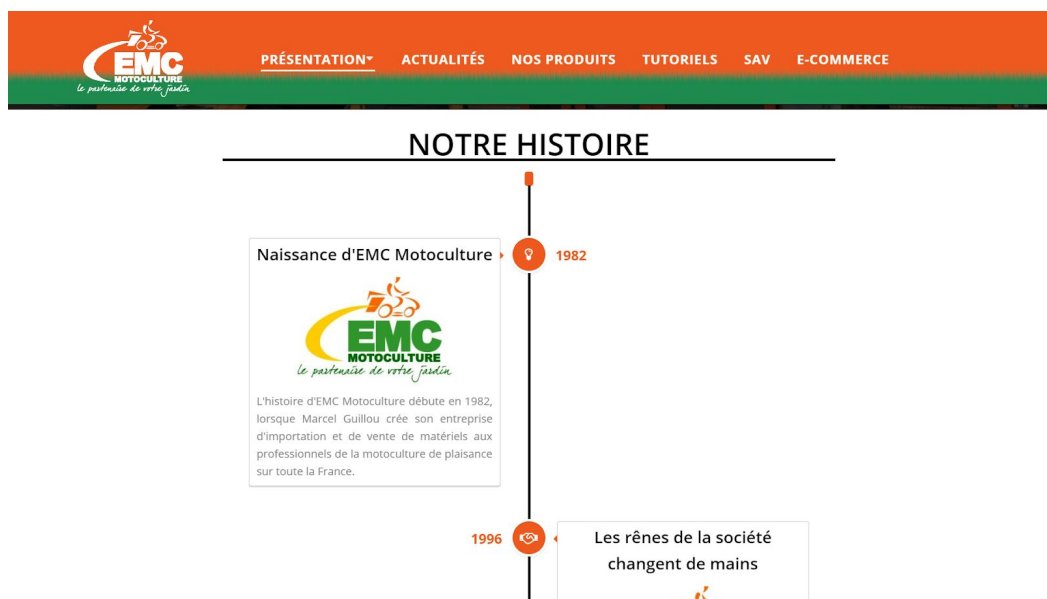 EMC
MOTOCULTURE
le partenaire de votre jardin
PRÉSENTATION
ACTUALITÉS
NOS PRODUITS
TUTORIELS
SAV
E-COMMERCE
NOTRE HISTOIRE
Naissance d'EMC Motoculture
1982
EMC
MOTOCULTURE
le partenaire de votre jardin
L'histoire d'EMC Motoculture débute en 1982,
lorsque Marcel Guillou crée son entreprise
d'importation et de vente de matériels aux
professionnels de la motoculture de plaisance
sur toute la France.
1996
Les rênes de la société
changent de mains